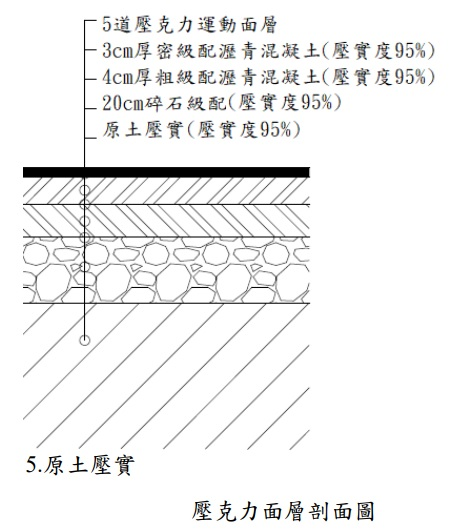 5道壓克力運動面層
3cm厚密級配瀝青混凝土(壓實度95%)
4cm厚粗級配瀝青混凝土(壓實度95%)
20cm碎石級配(壓實度95%)
原土壓實(壓實度95%)
5.原土壓實
壓克力面層剖面圖